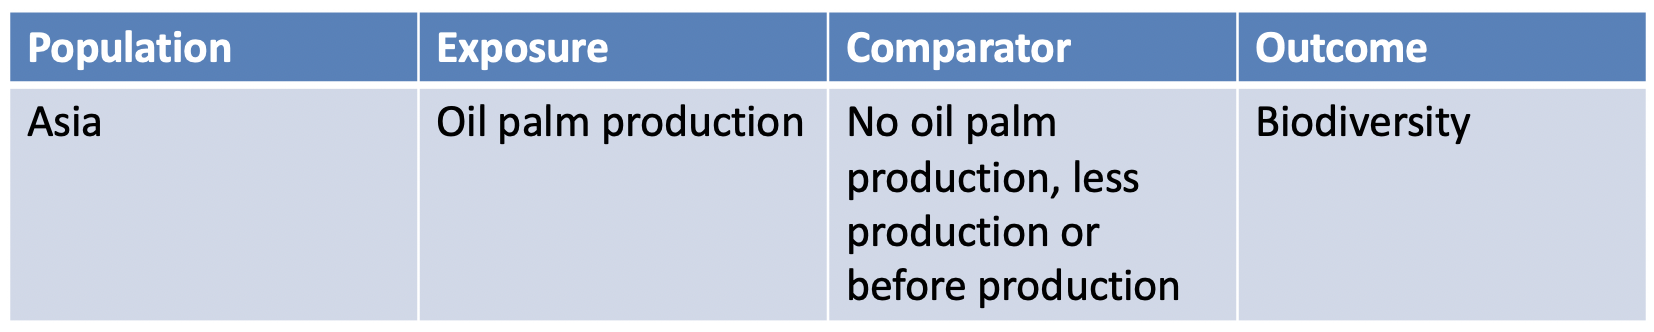 Population
Exposure
Comparator
Outcome
Asia
Oil palm production
No oil palm
production, less
production or
before production
Biodiversity